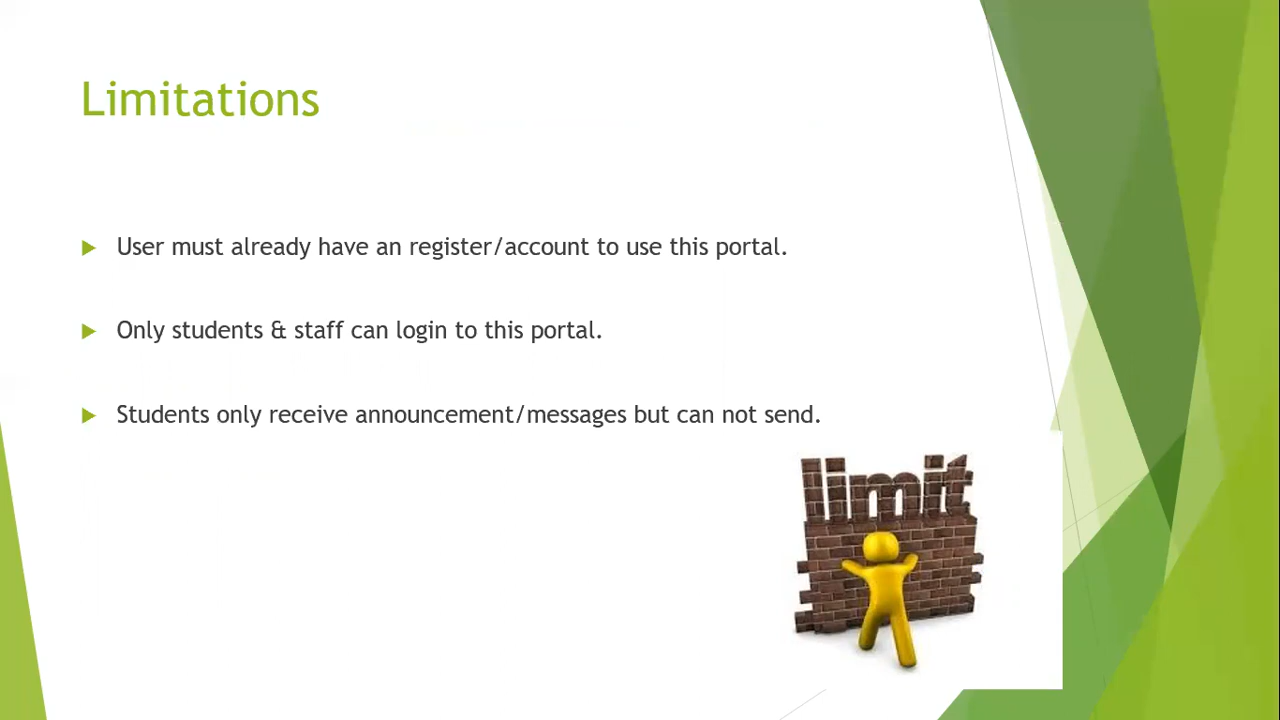 Limitations
User must already have an register/account to use this portal.
Only students & staff can login to this portal.
Students only receive announcement/messages but can not send.
limit